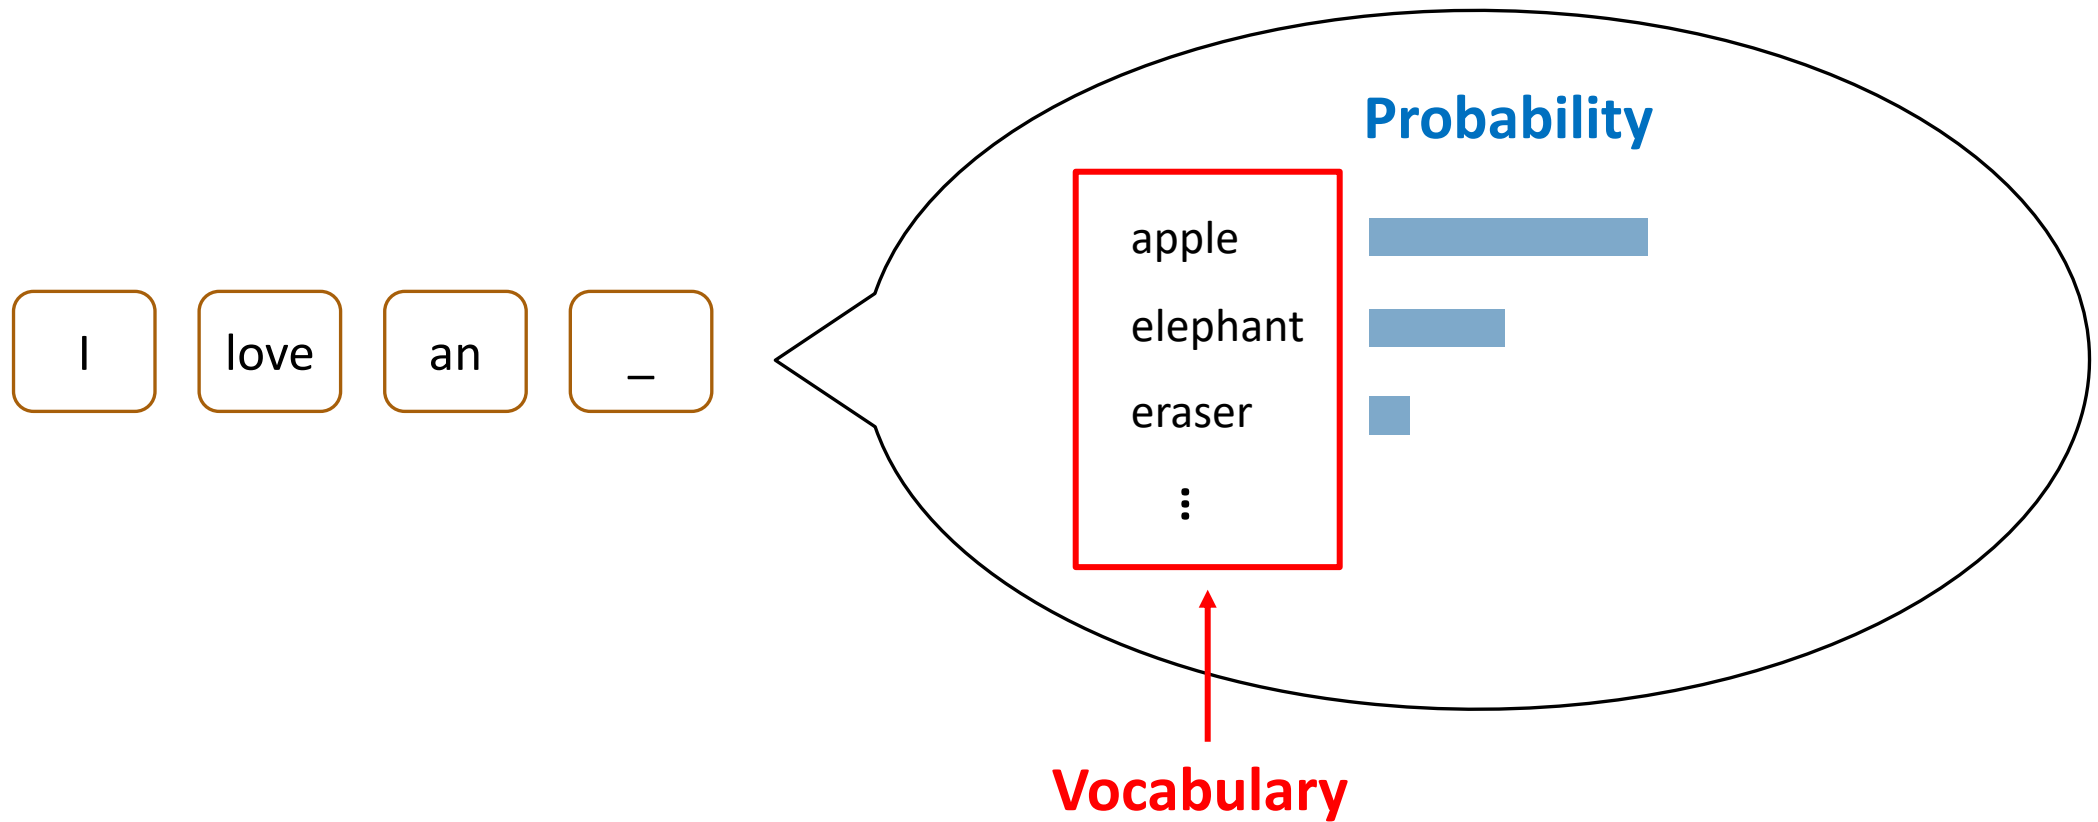 I love an _
Probability
apple
elephant
eraser
⋮
Vocabulary